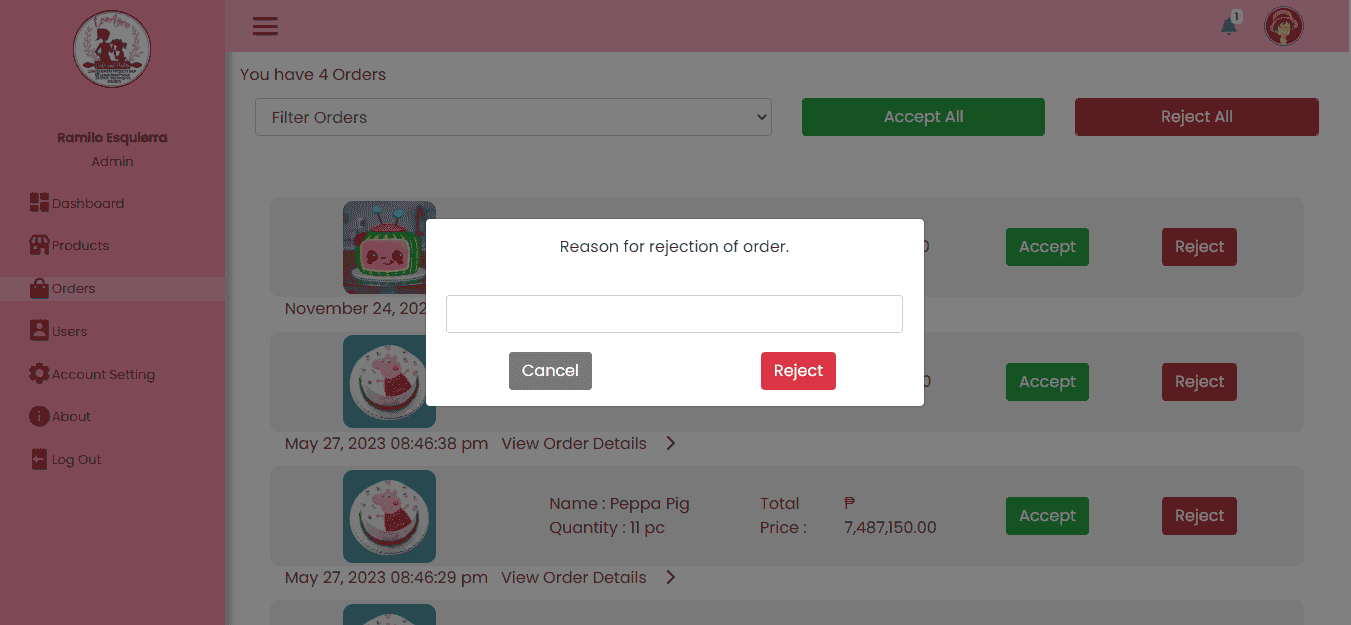 1
Ramilo Esquierra
Admin
Dashboard
Products
Orders
Users
Account Setting
About
Log Out
You have 4 Orders
Filter Orders
Accept All
Reject All
Reason for rejection of order.
Cancel
Reject
0
Accept
Reject
November 24, 202
0
Accept
Reject
May 27, 2023 08:46:38 pm View Order Details
Name : Peppa Pig Total ₱
Quantity : 11 pc Price : 7,487,150.00
Accept
Reject
May 27, 2023 08:46:29 pm View Order Details